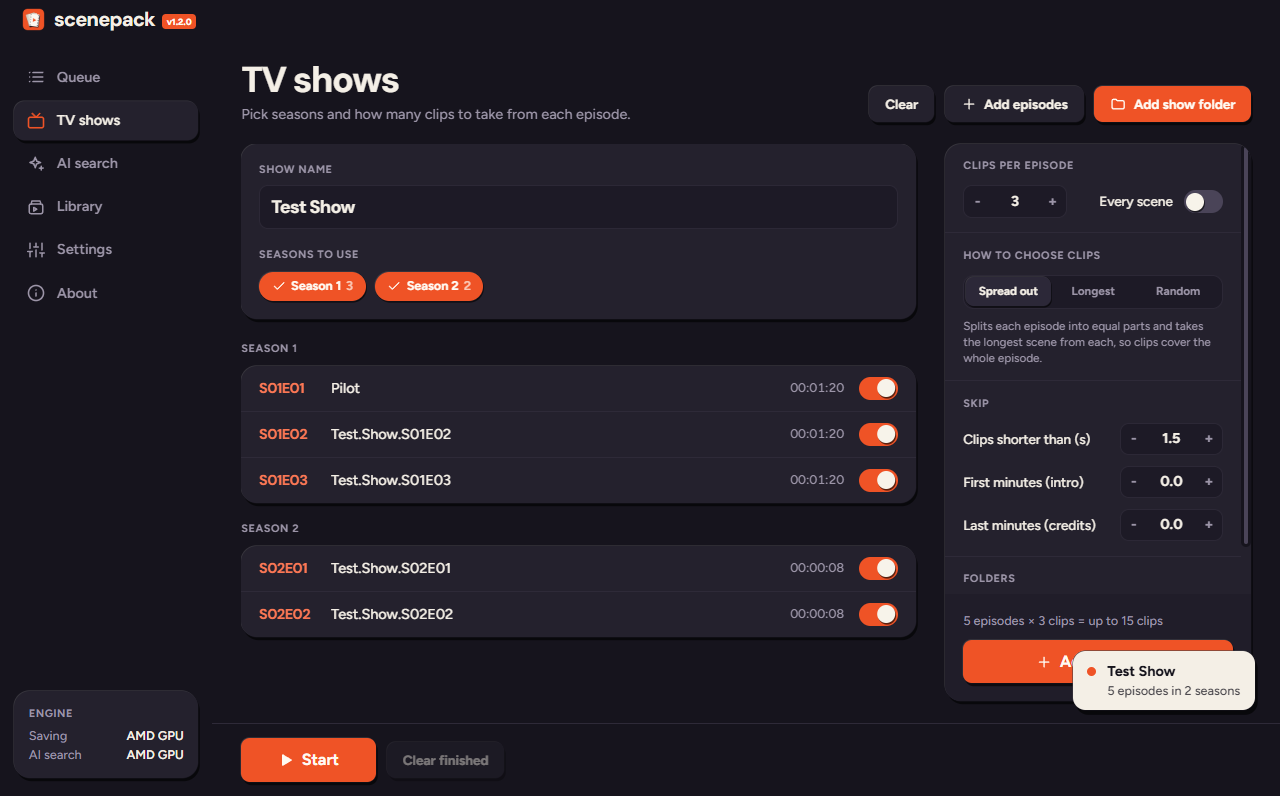 scenepack v1.2.0
Queue
TV shows
AI search
Library
Settings
About
ENGINE
Saving AMD GPU
AI search AMD GPU
TV shows
Pick seasons and how many clips to take from each episode.
Clear
+ Add episodes
Add show folder
SHOW NAME
Test Show
SEASONS TO USE
Season 1 3
Season 2 2
SEASON 1
S01E01 Pilot 00:01:20
S01E02 Test.Show.S01E02 00:01:20
S01E03 Test.Show.S01E03 00:01:20
SEASON 2
S02E01 Test.Show.S02E01 00:00:08
S02E02 Test.Show.S02E02 00:00:08
CLIPS PER EPISODE
- 3 + Every scene
HOW TO CHOOSE CLIPS
Spread out Longest Random
Splits each episode into equal parts and takes
the longest scene from each, so clips cover the
whole episode.
SKIP
Clips shorter than (s) - 1.5 +
First minutes (intro) - 0.0 +
Last minutes (credits) - 0.0 +
FOLDERS
5 episodes × 3 clips = up to 15 clips
Test Show
5 episodes in 2 seasons
Start
Clear finished